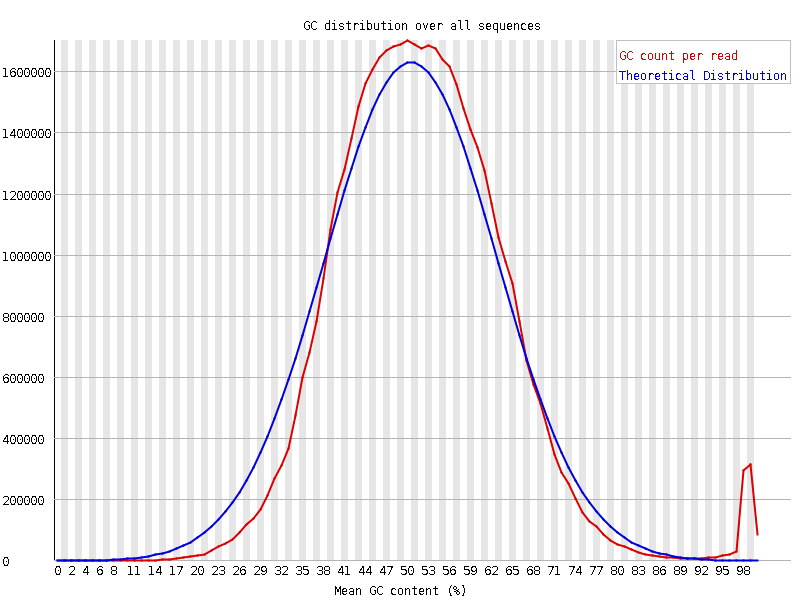 GC distribution over all sequences
GC count per read
Theoretical Distribution
1600000
1400000
1200000
1000000
800000
600000
400000
200000
0
0 2 4 6 8 11 14 17 20 23 26 29 32 35 38 41 44 47 50 53 56 59 62 65 68 71 74 77 80 83 86 89 92 95 98
Mean GC content (%)